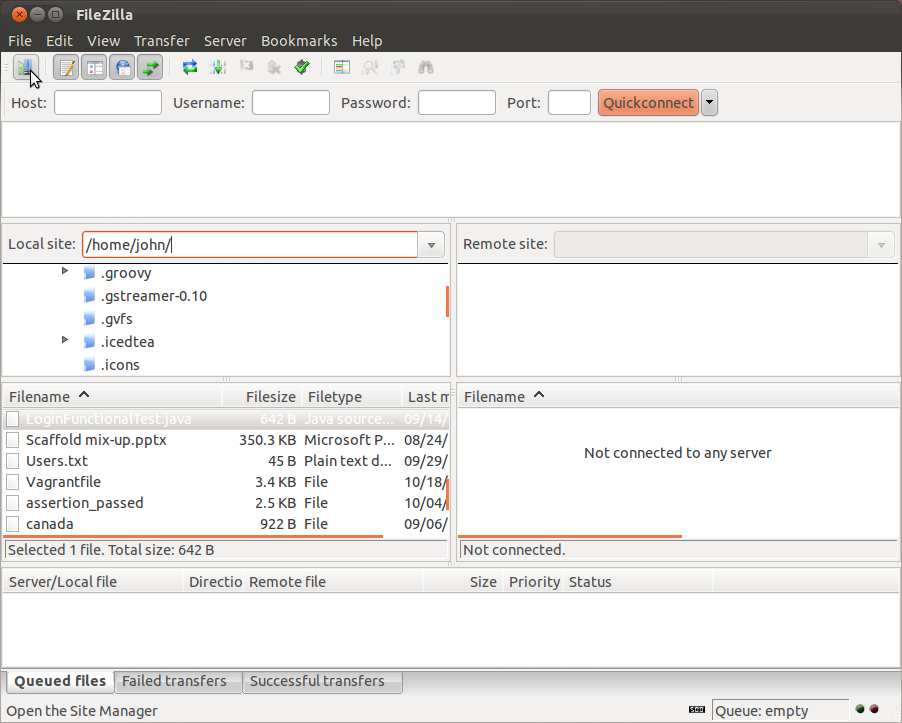 FileZilla
File Edit View Transfer Server Bookmarks Help
Host: Username: Password: Port: Quickconnect
Local site: /home/john/ Remote site:
.groovy
.gstreamer-0.10
.gvfs
.icedtea
.icons
Filename Filesize Filetype Last m
LoginFunctionalTest.java 642 B Java source... 09/14/
Scaffold mix-up.pptx 350.3 KB Microsoft P... 08/24/
Users.txt 45 B Plain text d... 09/29/
Vagrantfile 3.4 KB File 10/18/
assertion_passed 2.5 KB File 10/04/
canada 922 B File 09/06/
Selected 1 file. Total size: 642 B
Filename
Not connected to any server
Not connected.
Server/Local file Directio Remote file Size Priority Status
Queued files Failed transfers Successful transfers
Open the Site Manager Queue: empty